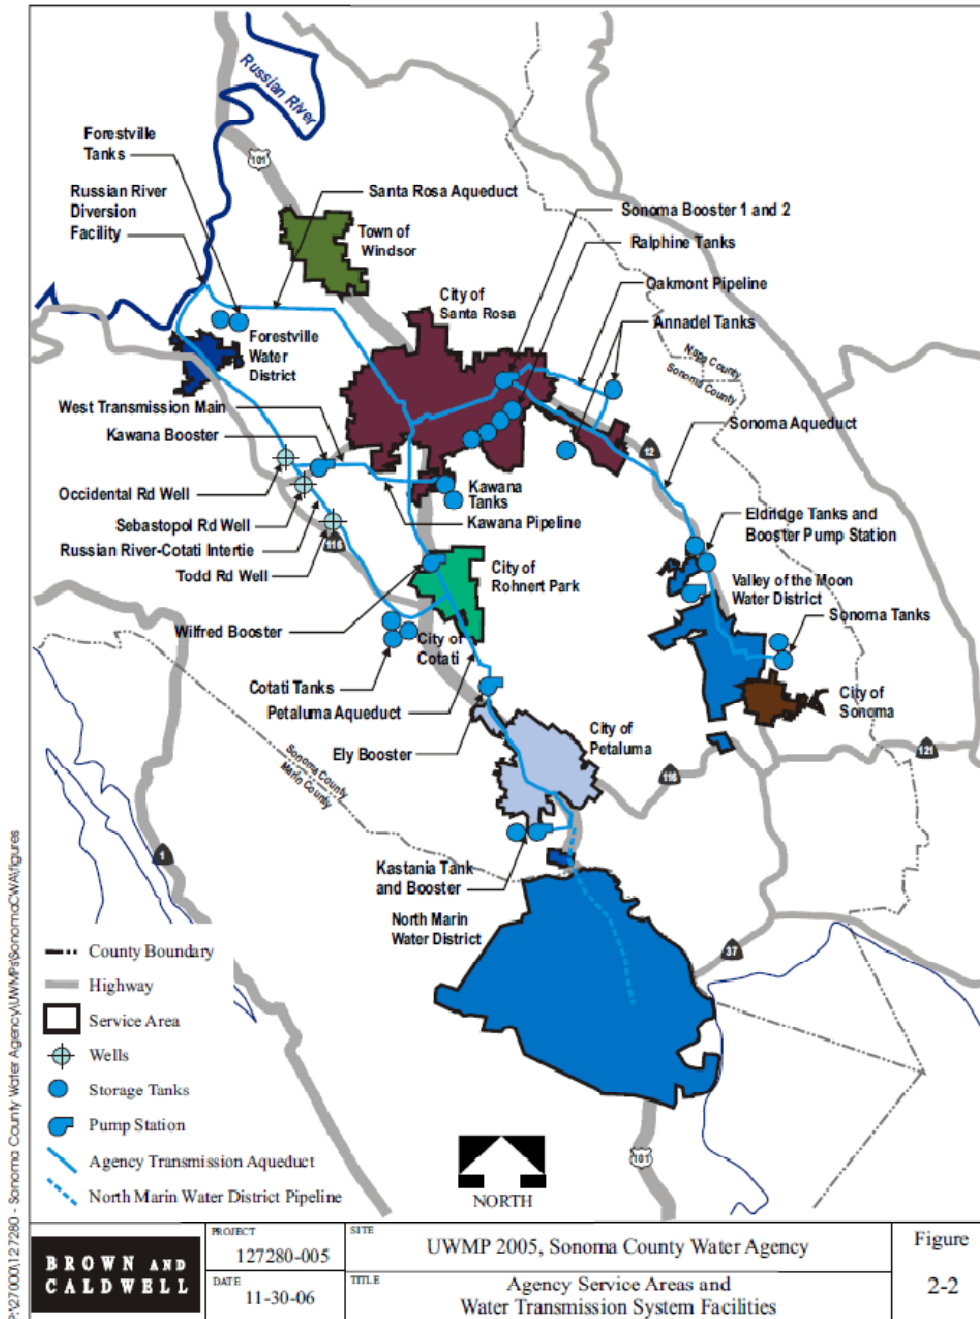 Russian River
Forestville
Tanks
101
Russian River
Diversion
Facility
Santa Rosa Aqueduct
Sonoma Booster 1 and 2
Town of
Windsor
Ralphine Tanks
Oakmont Pipeline
City of
Santa Rosa
Annadel Tanks
Forestville
Water
District
Napa County
Sonoma County
West Transmission Main
Kawana Booster
Sonoma Aqueduct
12
Occidental Rd Well
Kawana
Tanks
Sebastopol Rd Well
Kawana Pipeline
Eldridge Tanks and
Booster Pump Station
Russian River-Cotati Intertie
116
Todd Rd Well
City of
Rohnert Park
Valley of the Moon
Water District
Sonoma Tanks
Wilfred Booster
City of
Cotati
Cotati Tanks
Petaluma Aqueduct
City of
Sonoma
City of
Petaluma
Ely Booster
Sonoma County
Marin County
121
116
1
Kastania Tank
and Booster
North Marin
Water District
37
County Boundary
Highway
Service Area
Wells
Storage Tanks
Pump Station
Agency Transmission Aqueduct
North Marin Water District Pipeline
101
NORTH
P:\27000\127280 - Sonoma County Water Agency\UWMPs\SonomaCWA\figures
BROWN AND
CALDWELL
PROJECT
127280-005
DATE
11-30-06
SITE
UWMP 2005, Sonoma County Water Agency
TITLE
Agency Service Areas and
Water Transmission System Facilities
Figure
2-2